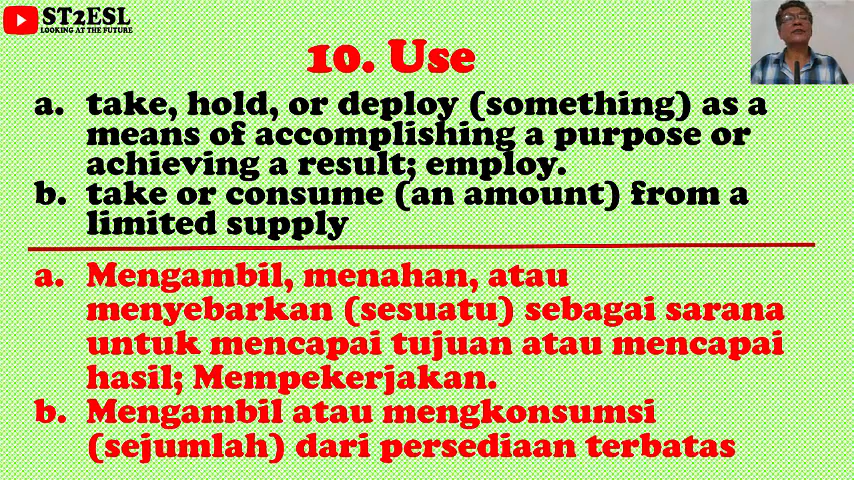 ST2ESL
LOOKING AT THE FUTURE
10. Use
a. take, hold, or deploy (something) as a
means of accomplishing a purpose or
achieving a result; employ.
b. take or consume (an amount) from a
limited supply
a. Mengambil, menahan, atau
menyebarkan (sesuatu) sebagai sarana
untuk mencapai tujuan atau mencapai
hasil; Mempekerjakan.
b. Mengambil atau mengkonsumsi
(sejumlah) dari persediaan terbatas